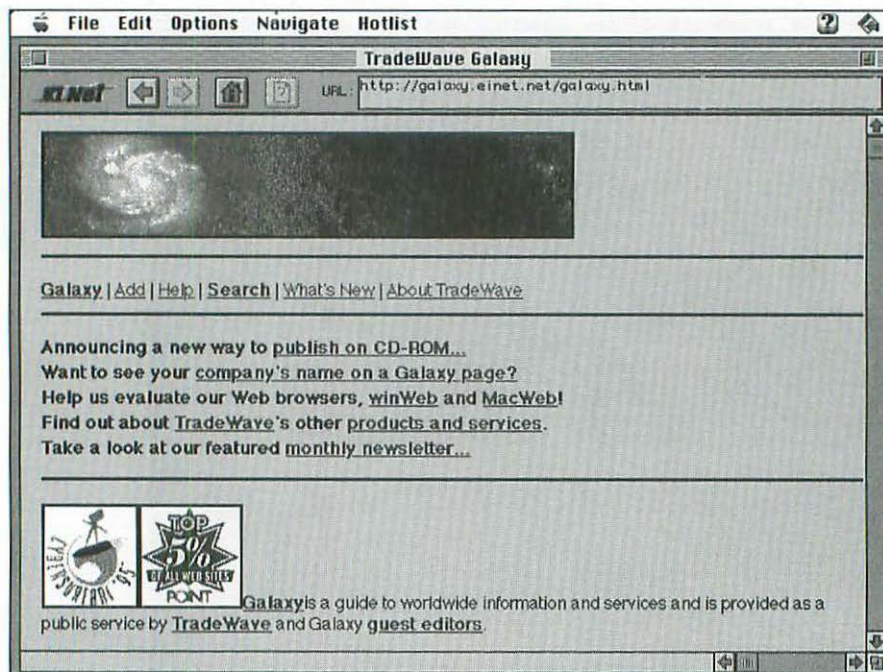 File Edit Options Navigate Hotlist
TradeWave Galaxy
EINet URL: http://galaxy.einet.net/galaxy.html
Galaxy | Add | Help | Search | What's New | About TradeWave
Announcing a new way to publish on CD-ROM...
Want to see your company's name on a Galaxy page?
Help us evaluate our Web browsers, winWeb and MacWeb!
Find out about TradeWave's other products and services.
Take a look at our featured monthly newsletter...
TOP
5%
OF ALL WEB SITES
POINT
Galaxy is a guide to worldwide information and services and is provided as a
public service by TradeWave and Galaxy guest editors.